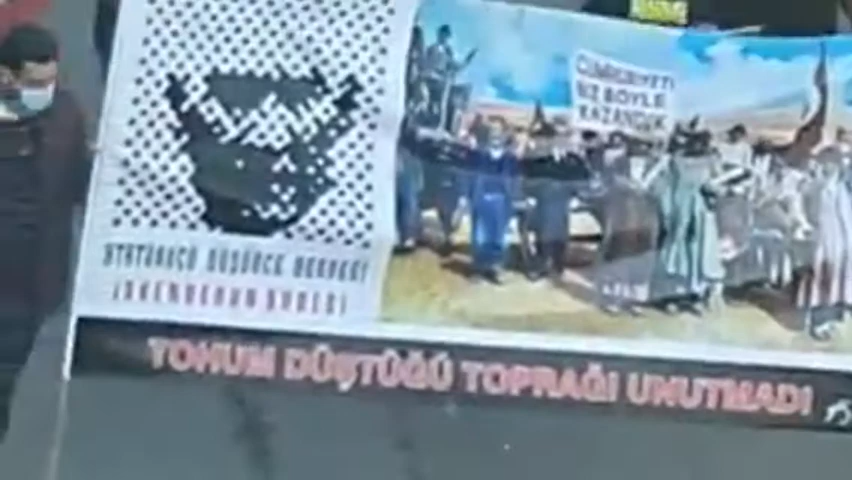 CUMHURİYETİ
BİZ BÖYLE
KAZANDIK
ATATÜRKÇÜ DÜŞÜNCE DERNEĞİ
İSKENDERUN ŞUBESİ
TOHUM DÜŞTÜĞÜ TOPRAĞI UNUTMADI